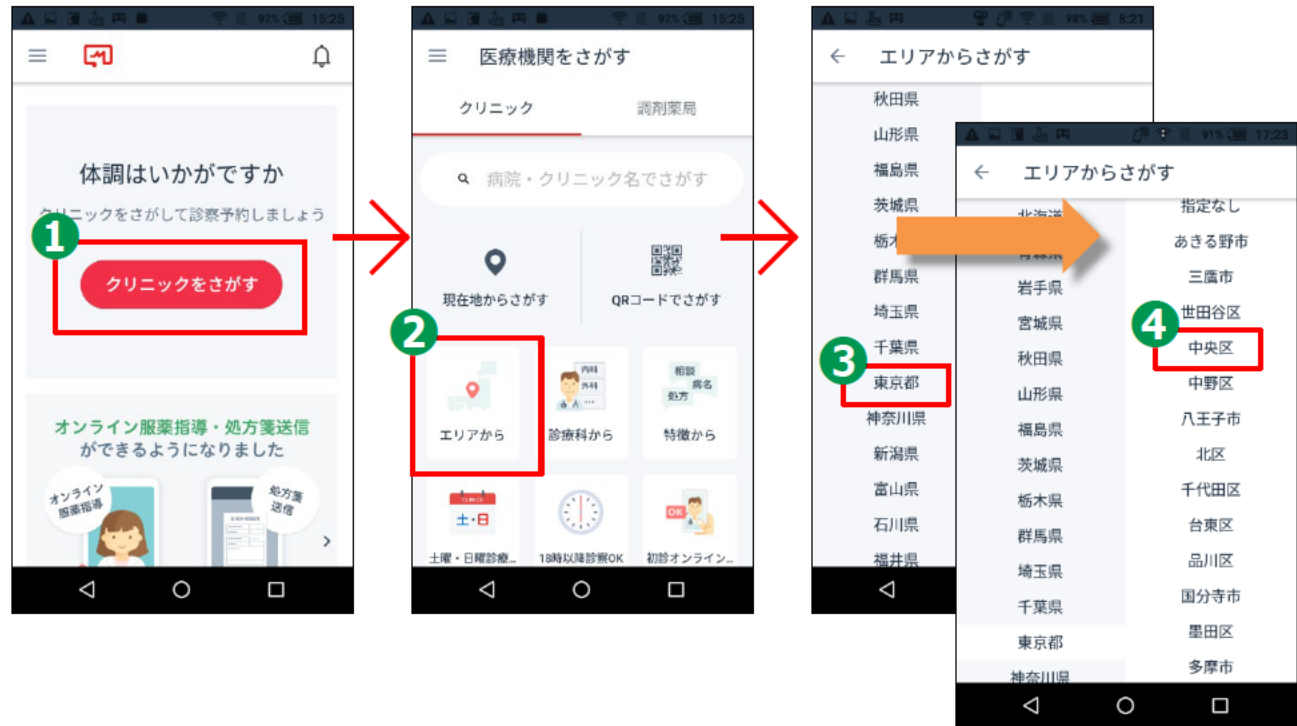 92% 15:25
体調はいかがですか
クリニックをさがして診察予約しましょう
1
クリニックをさがす
オンライン服薬指導・処方箋送信
ができるようになりました
オンライン
服薬指導
処方箋
送信
92% 15:25
医療機関をさがす
クリニック
調剤薬局
病院・クリニック名でさがす
現在地からさがす
QRコードでさがす
2
内科
外科
相談
病名
処方
エリアから
診療科から
特徴から
土・日
OK
土曜・日曜診療...
18時以降診察OK
初診オンライン...
98% 8:21
エリアからさがす
秋田県
山形県
福島県
茨城県
群馬県
埼玉県
千葉県
3
東京都
神奈川県
新潟県
富山県
石川県
福井県
91% 17:23
エリアからさがす
北海道
青森県
岩手県
宮城県
秋田県
山形県
福島県
茨城県
栃木県
群馬県
埼玉県
千葉県
東京都
神奈川県
指定なし
あきる野市
三鷹市
世田谷区
4
中央区
中野区
八王子市
北区
千代田区
台東区
品川区
国分寺市
墨田区
多摩市